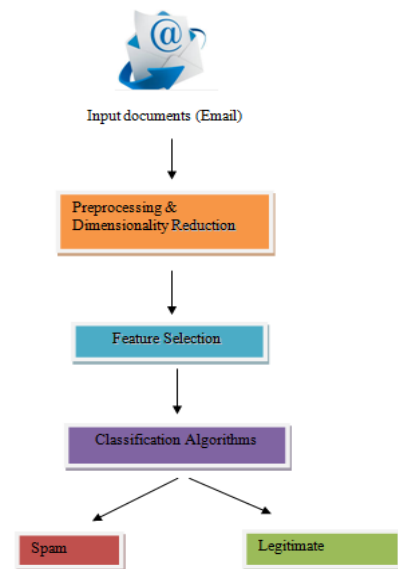 @
Input documents (Email)
Preprocessing &
Dimensionality Reduction
Feature Selection
Classification Algorithms
Spam
Legitimate